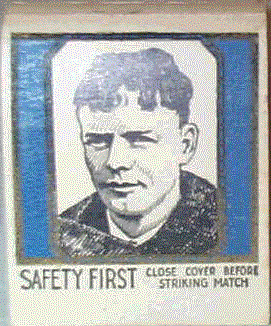 SAFETY FIRST CLOSE COVER BEFORE
STRIKING MATCH